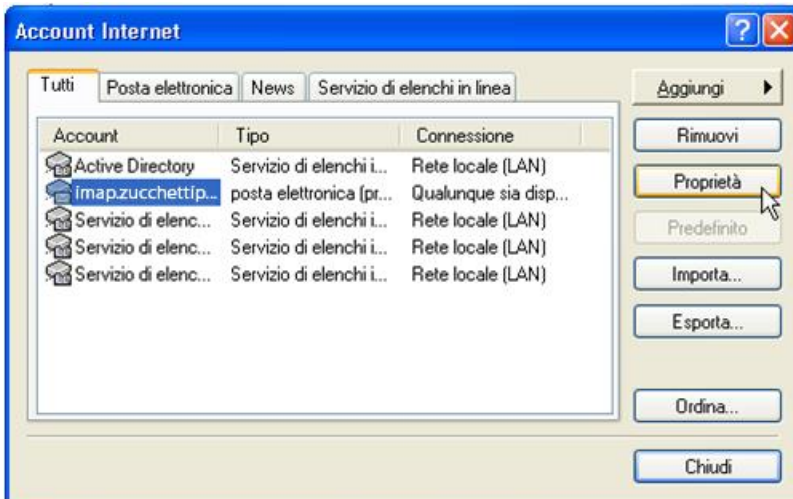 Account Internet
Tutti Posta elettronica News Servizio di elenchi in linea
Aggiungi
Account Tipo Connessione
Rimuovi
Active Directory Servizio di elenchi i... Rete locale (LAN)
Proprietà
imap.zucchettip... posta elettronica (pr... Qualunque sia disp...
Servizio di elenc... Servizio di elenchi i... Rete locale (LAN)
Predefinito
Servizio di elenc... Servizio di elenchi i... Rete locale (LAN)
Servizio di elenc... Servizio di elenchi i... Rete locale (LAN)
Importa...
Esporta...
Ordina...
Chiudi